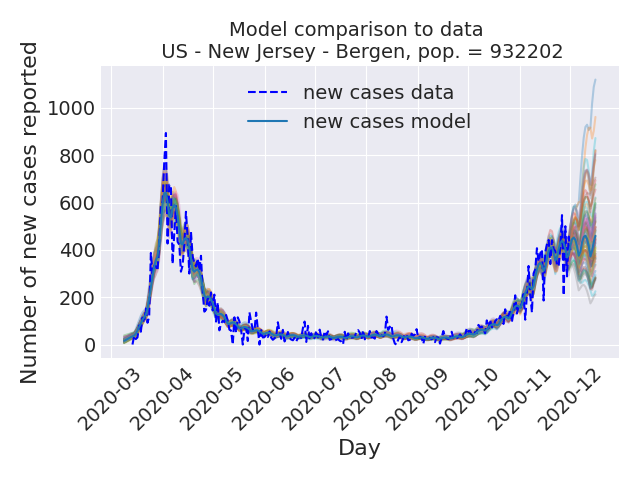 Model comparison to data
US - New Jersey - Bergen, pop. = 932202
new cases data
new cases model
Number of new cases reported
1000
800
600
400
200
0
2020-03
2020-04
2020-05
2020-06
2020-07
2020-08
2020-09
2020-10
2020-11
2020-12
Day